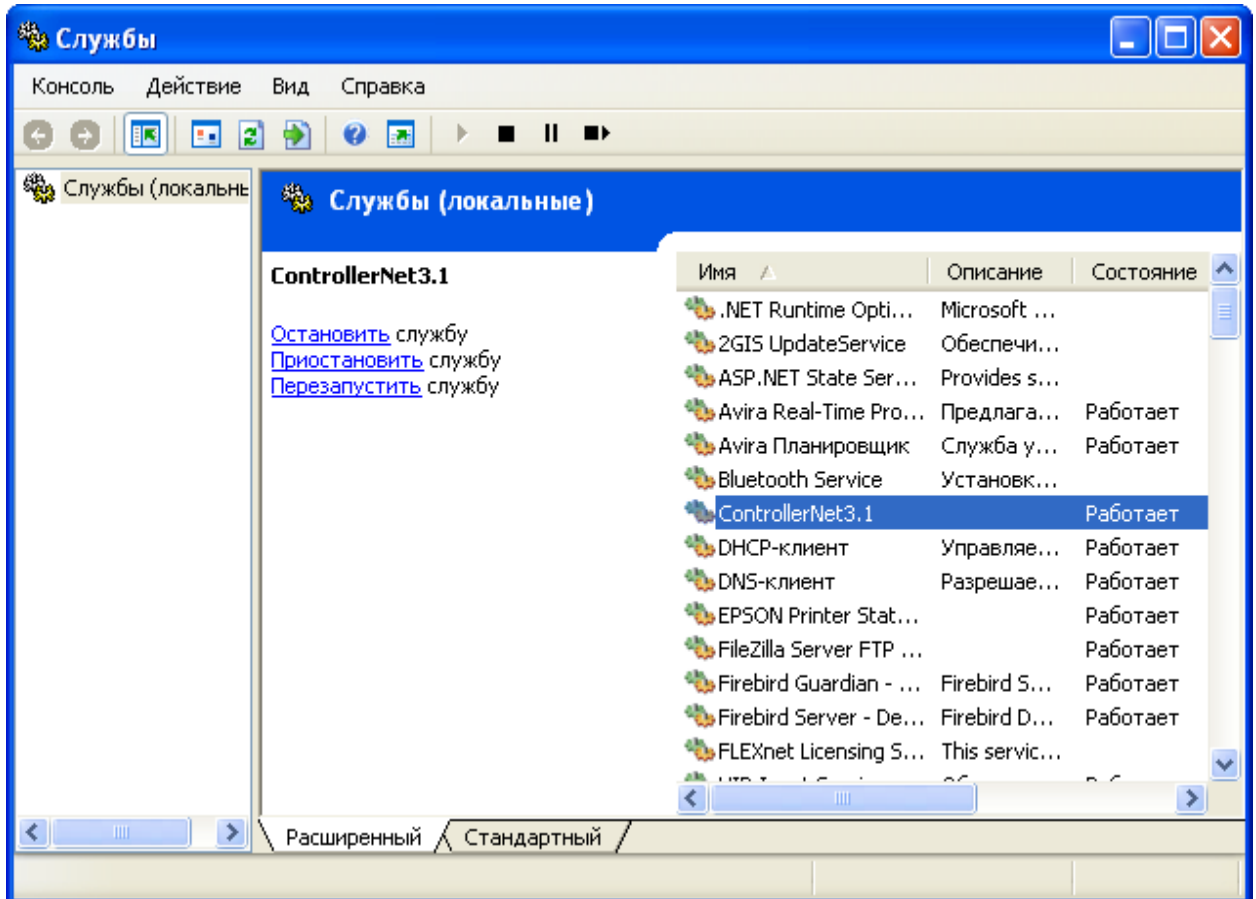 Службы
Консоль Действие Вид Справка
Службы (локальнь
Службы (локальные)
ControllerNet3.1
Остановить службу
Приостановить службу
Перезапустить службу
Имя Описание Состояние
.NET Runtime Opti... Microsoft ...
2GIS UpdateService Обеспечи...
ASP.NET State Ser... Provides s...
Avira Real-Time Pro... Предлага... Работает
Avira Планировщик Служба у... Работает
Bluetooth Service Установк...
ControllerNet3.1 Работает
DHCP-клиент Управляе... Работает
DNS-клиент Разрешае... Работает
EPSON Printer Stat... Работает
FileZilla Server FTP ... Работает
Firebird Guardian - ... Firebird S... Работает
Firebird Server - De... Firebird D... Работает
FLEXnet Licensing S... This servic...
Расширенный Стандартный